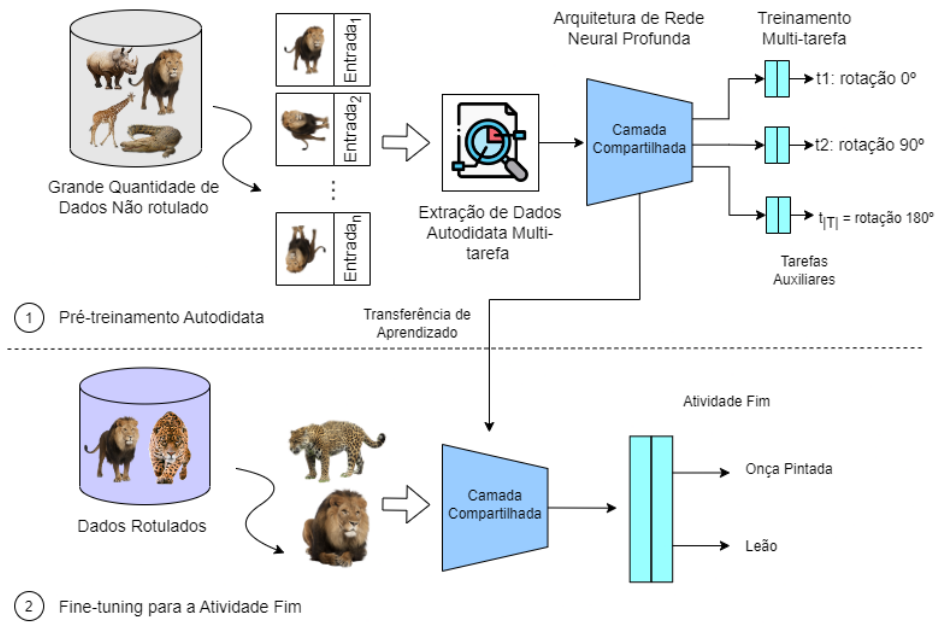 Arquitetura de Rede
Neural Profunda
Treinamento
Multi-tarefa
Entrada1
Entrada2
Entradan
Grande Quantidade de
Dados Não rotulado
Extração de Dados
Autodidata Multi-
tarefa
Camada
Compartilhada
t1: rotação 0º
t2: rotação 90º
t|T| = rotação 180º
Tarefas
Auxiliares
1 Pré-treinamento Autodidata
Transferência de
Aprendizado
Dados Rotulados
Camada
Compartilhada
Atividade Fim
Onça Pintada
Leão
2 Fine-tuning para a Atividade Fim